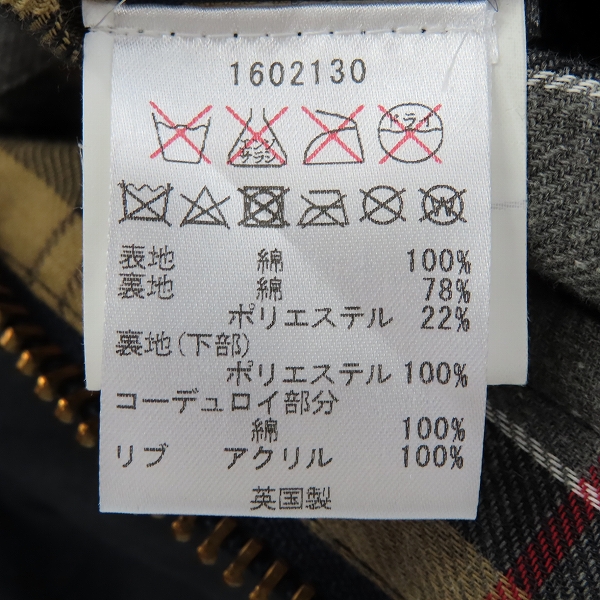 1602130
エンソ
サラシ
ドライ
W
表地 綿 100%
裏地 綿 78%
ポリエステル 22%
裏地(下部)
ポリエステル 100%
コーデュロイ部分
綿 100%
リブ アクリル 100%
英国製